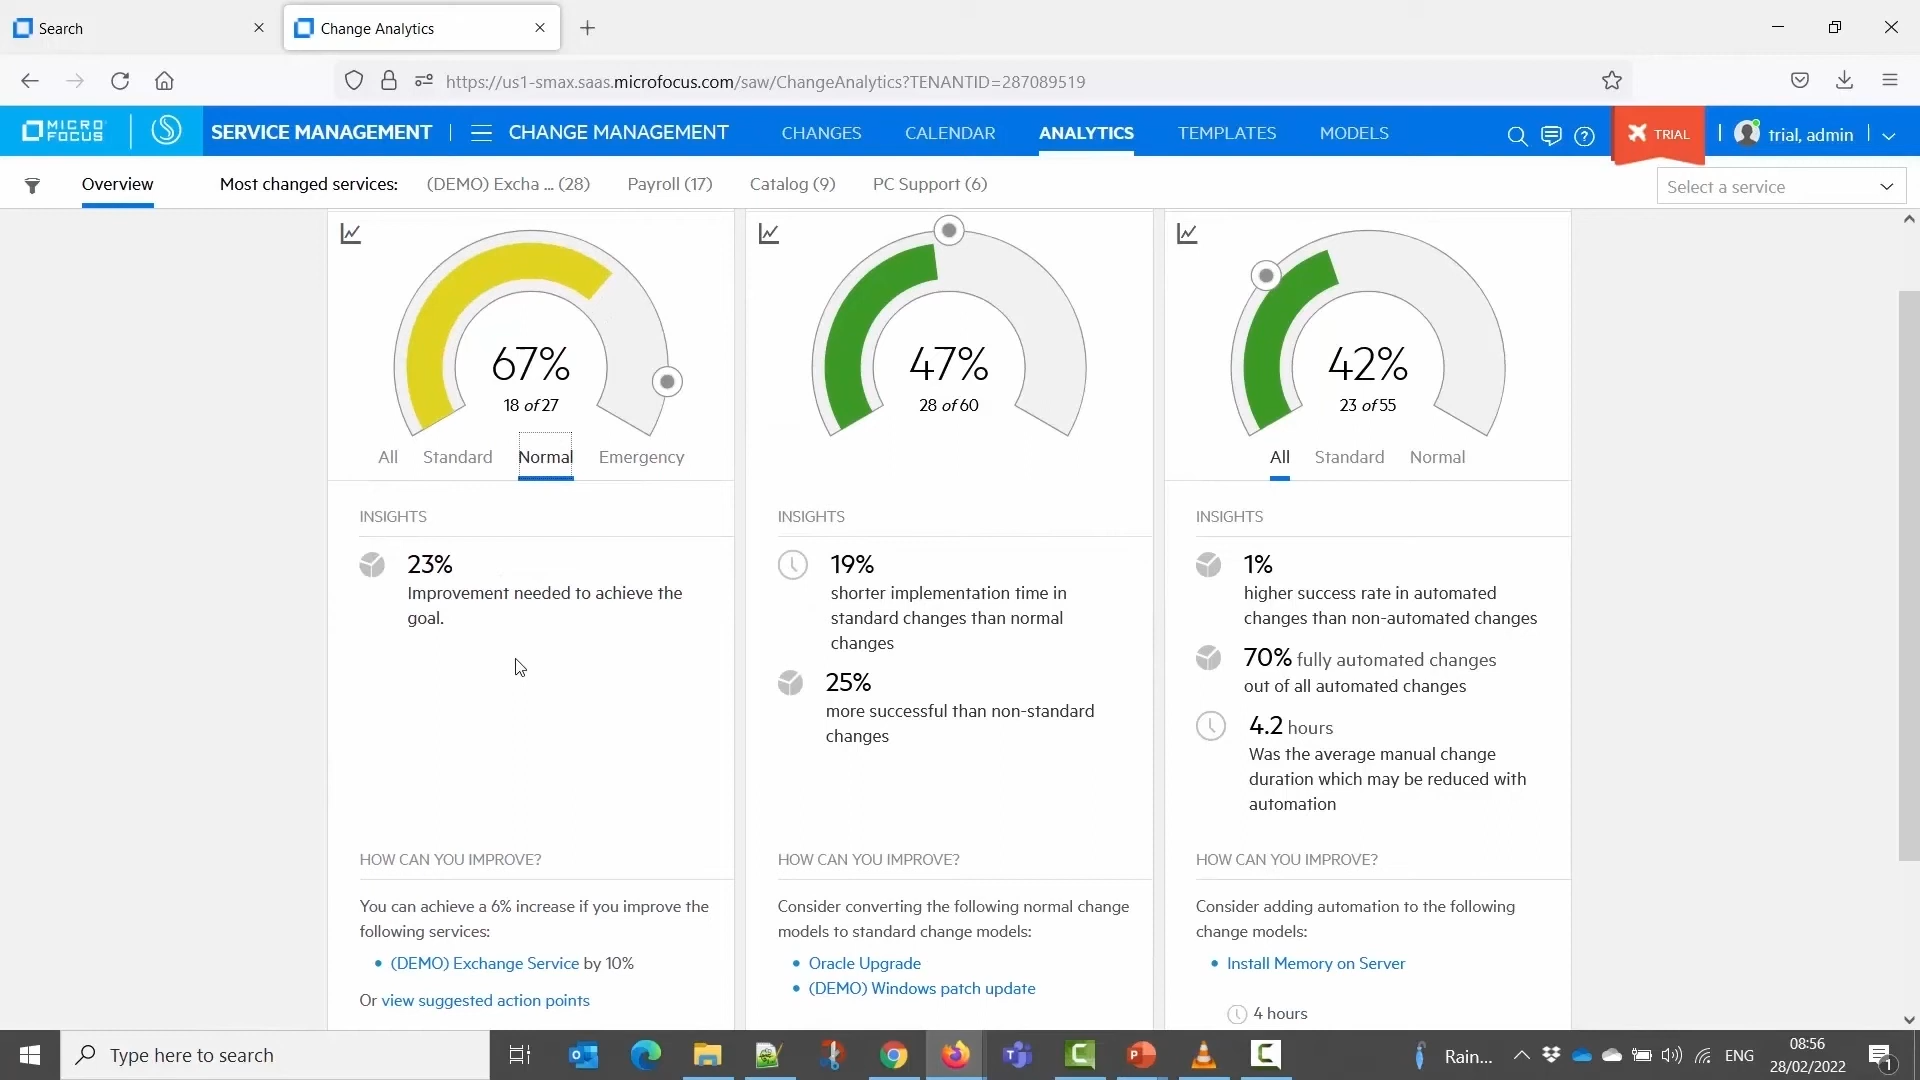 Search
Change Analytics
https://us1-smax.saas.microfocus.com/saw/ChangeAnalytics?TENANTID=287089519
MICRO
FOCUS
SERVICE MANAGEMENT
CHANGE MANAGEMENT
CHANGES
CALENDAR
ANALYTICS
TEMPLATES
MODELS
TRIAL
trial, admin
Overview
Most changed services:
(DEMO) Excha ... (28)
Payroll (17)
Catalog (9)
PC Support (6)
Select a service
67%
18 of 27
All
Standard
Normal
Emergency
INSIGHTS
23%
Improvement needed to achieve the
goal.
HOW CAN YOU IMPROVE?
You can achieve a 6% increase if you improve the
following services:
• (DEMO) Exchange Service by 10%
Or view suggested action points
47%
28 of 60
INSIGHTS
19%
shorter implementation time in
standard changes than normal
changes
25%
more successful than non-standard
changes
HOW CAN YOU IMPROVE?
Consider converting the following normal change
models to standard change models:
• Oracle Upgrade
• (DEMO) Windows patch update
42%
23 of 55
All
Standard
Normal
INSIGHTS
1%
higher success rate in automated
changes than non-automated changes
70% fully automated changes
out of all automated changes
4.2 hours
Was the average manual change
duration which may be reduced with
automation
HOW CAN YOU IMPROVE?
Consider adding automation to the following
change models:
• Install Memory on Server
4 hours
Type here to search
Rain...
ENG
08:56
28/02/2022
1